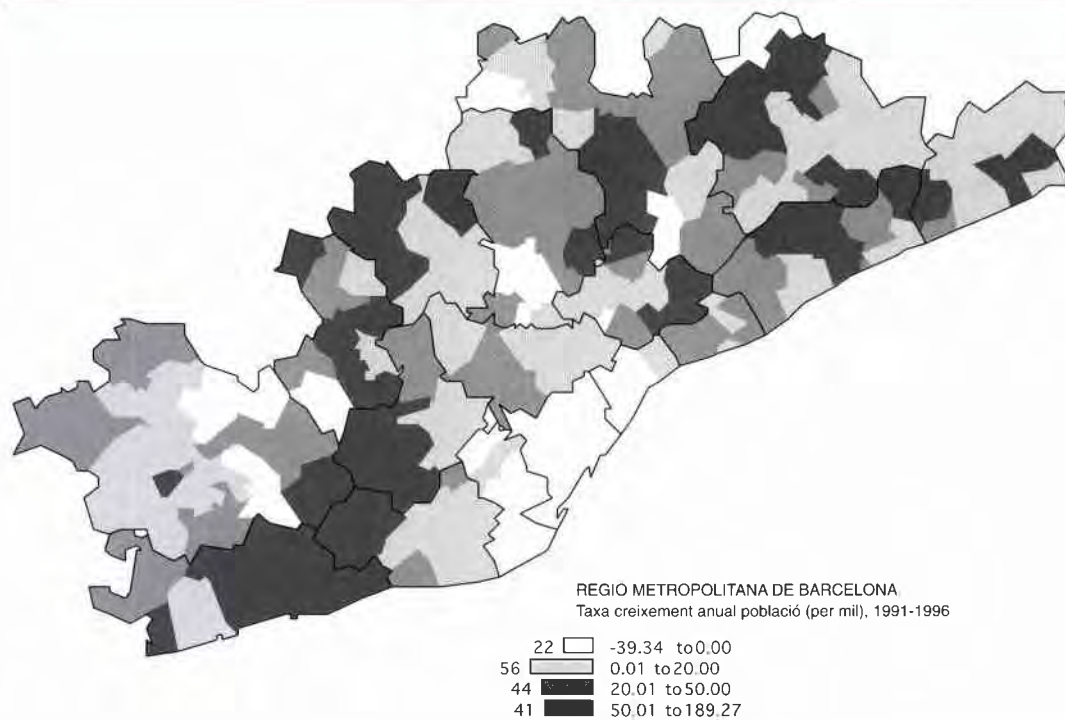 REGIO METROPOLITANA DE BARCELONA
Taxa creixement anual població (per mil), 1991-1996
22 -39.34 to 0.00
56 0.01 to 20.00
44 20.01 to 50.00
41 50.01 to 189.27